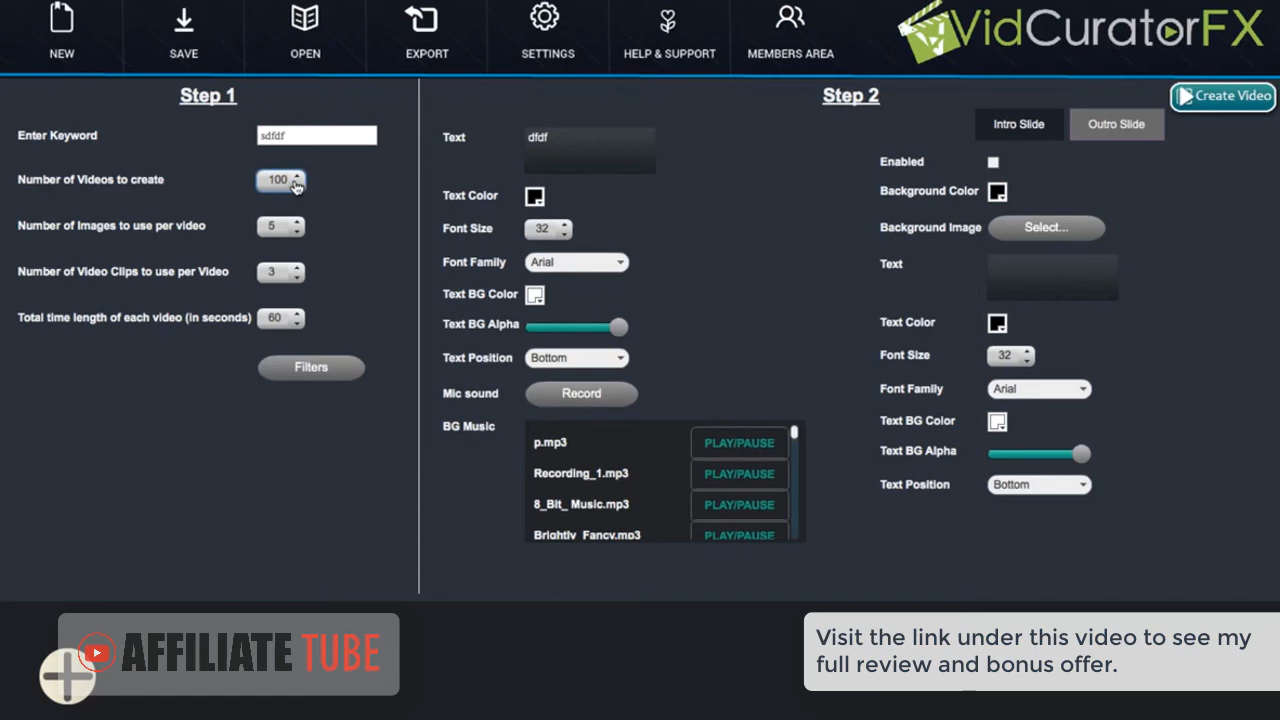 NEW
SAVE
OPEN
EXPORT
SETTINGS
HELP & SUPPORT
MEMBERS AREA
VidCuratorFX
Step 1
Step 2
Create Video
Enter Keyword
sdfdf
Number of Videos to create
100
Number of Images to use per video
5
Number of Video Clips to use per Video
3
Total time length of each video (in seconds)
60
Filters
Text
dfdf
Text Color
Font Size
32
Font Family
Arial
Text BG Color
Text BG Alpha
Text Position
Bottom
Mic sound
Record
BG Music
p.mp3
PLAY/PAUSE
Recording_1.mp3
PLAY/PAUSE
8_Bit_ Music.mp3
PLAY/PAUSE
Brightly_Fancy.mp3
PLAY/PAUSE
Intro Slide
Outro Slide
Enabled
Background Color
Background Image
Select...
Text
Text Color
Font Size
32
Font Family
Arial
Text BG Color
Text BG Alpha
Text Position
Bottom
AFFILIATE TUBE
Visit the link under this video to see my
full review and bonus offer.